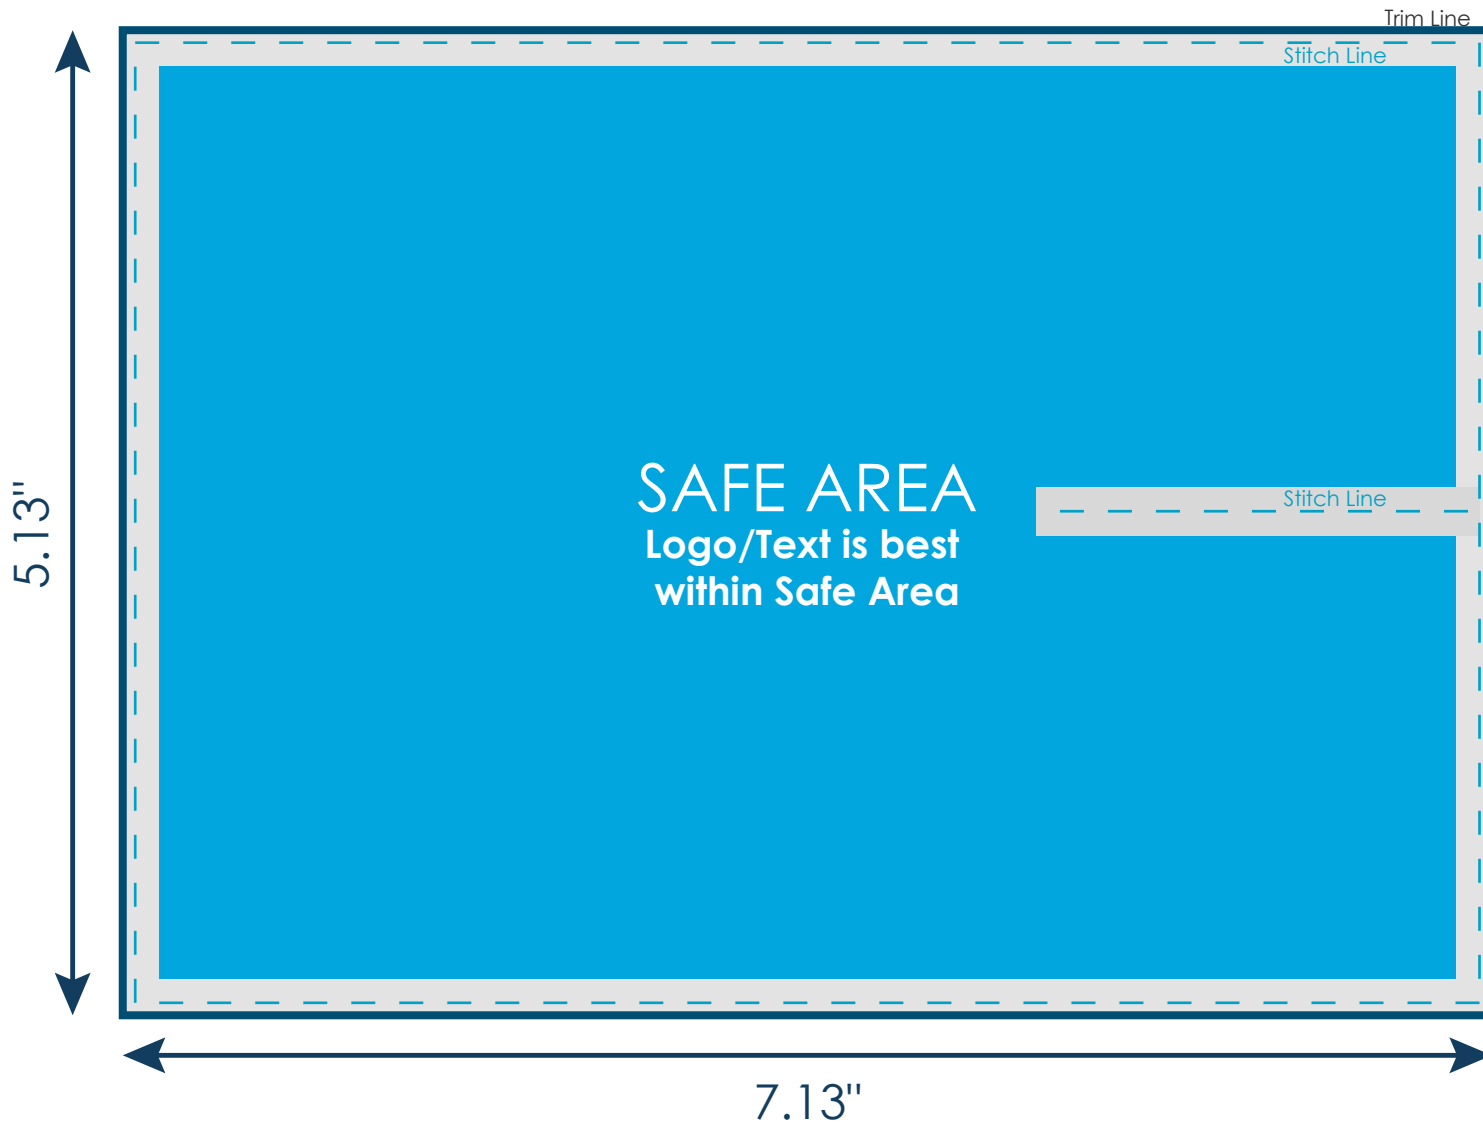 Trim Line
Stitch Line
SAFE AREA
Logo/Text is best
within Safe Area
Stitch Line
5.13"
7.13"